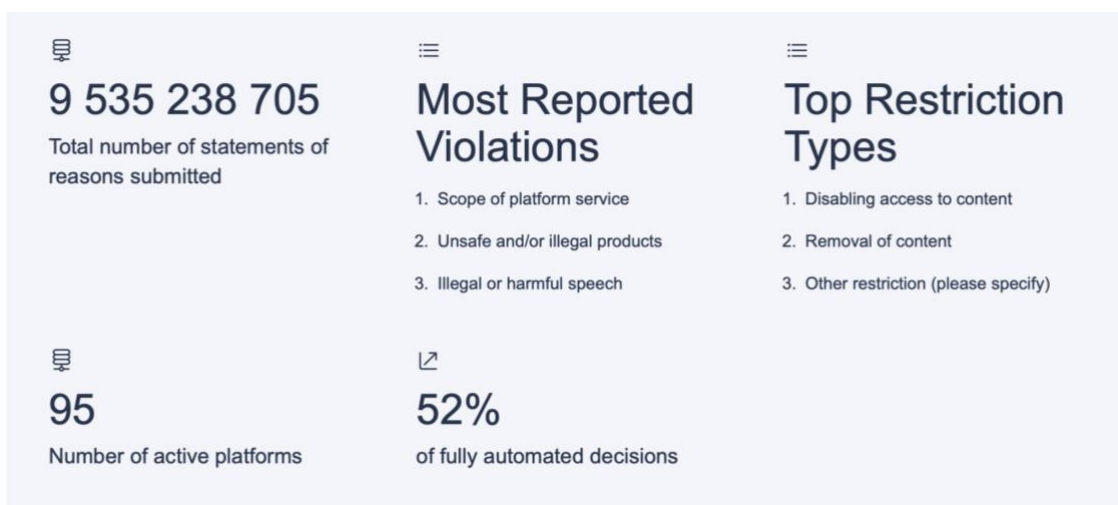 9 535 238 705
Total number of statements of
reasons submitted
Most Reported
Violations
1. Scope of platform service
2. Unsafe and/or illegal products
3. Illegal or harmful speech
Top Restriction
Types
1. Disabling access to content
2. Removal of content
3. Other restriction (please specify)
95
Number of active platforms
52%
of fully automated decisions